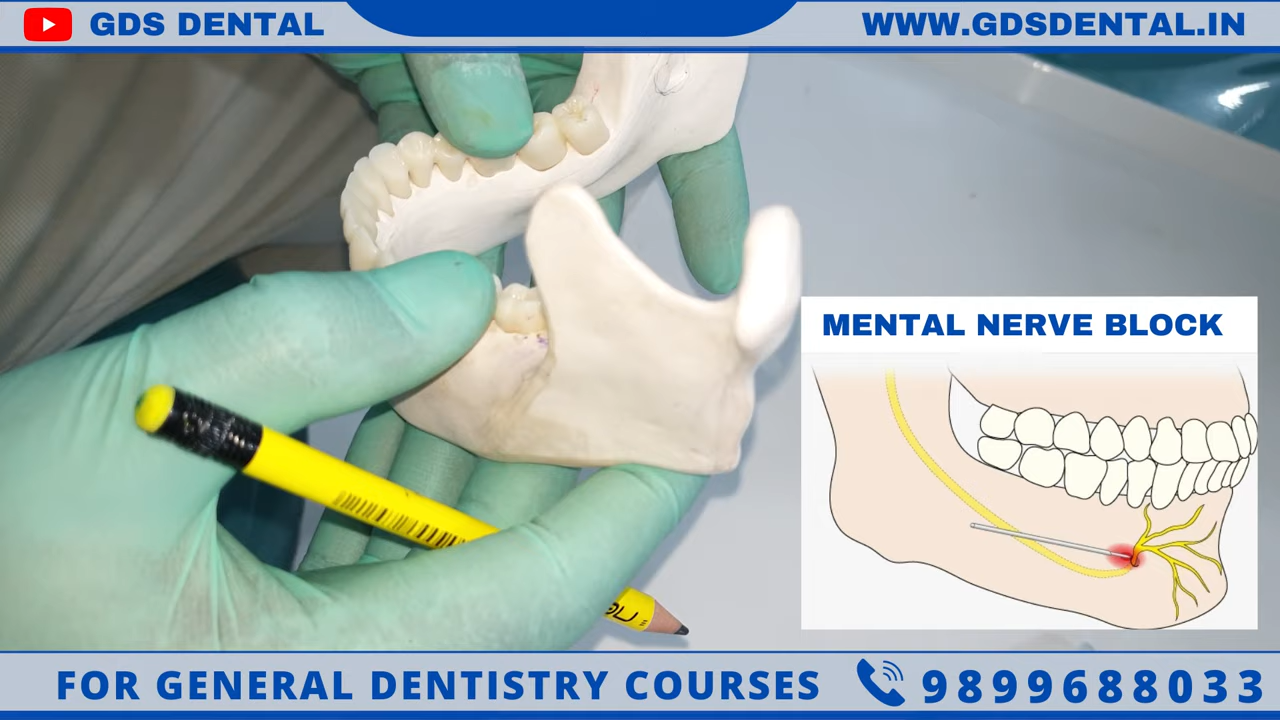 GDS DENTAL
WWW.GDSDENTAL.IN
MENTAL NERVE BLOCK
FOR GENERAL DENTISTRY COURSES
9899688033